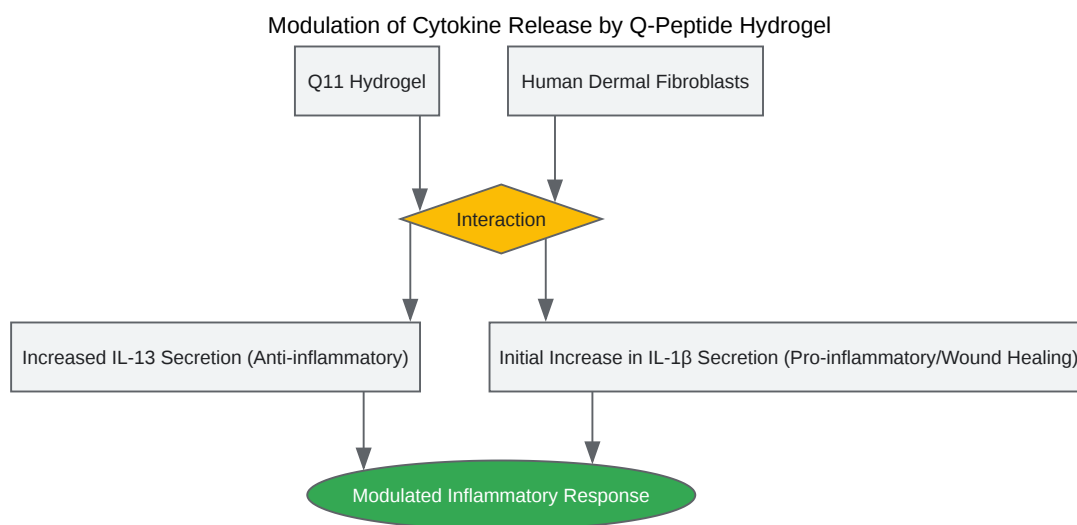 Modulation of Cytokine Release by Q-Peptide Hydrogel
Q11 Hydrogel
Human Dermal Fibroblasts
Interaction
Increased IL-13 Secretion (Anti-inflammatory)
Initial Increase in IL-1β Secretion (Pro-inflammatory/Wound Healing)
Modulated Inflammatory Response